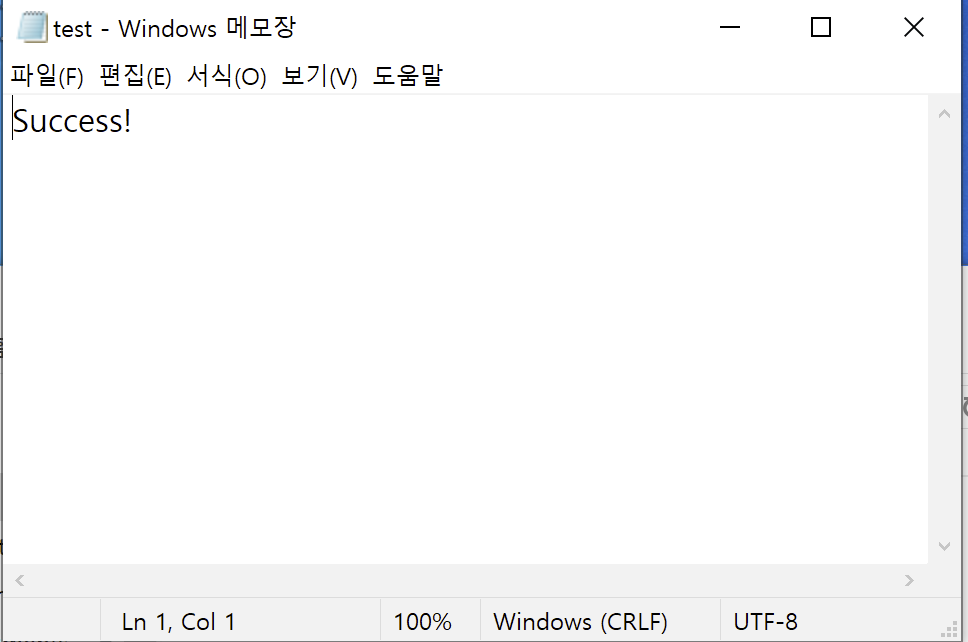 test - Windows 메모장
파일(F) 편집(E) 서식(O) 보기(V) 도움말
Success!
Ln 1, Col 1 100% Windows (CRLF) UTF-8